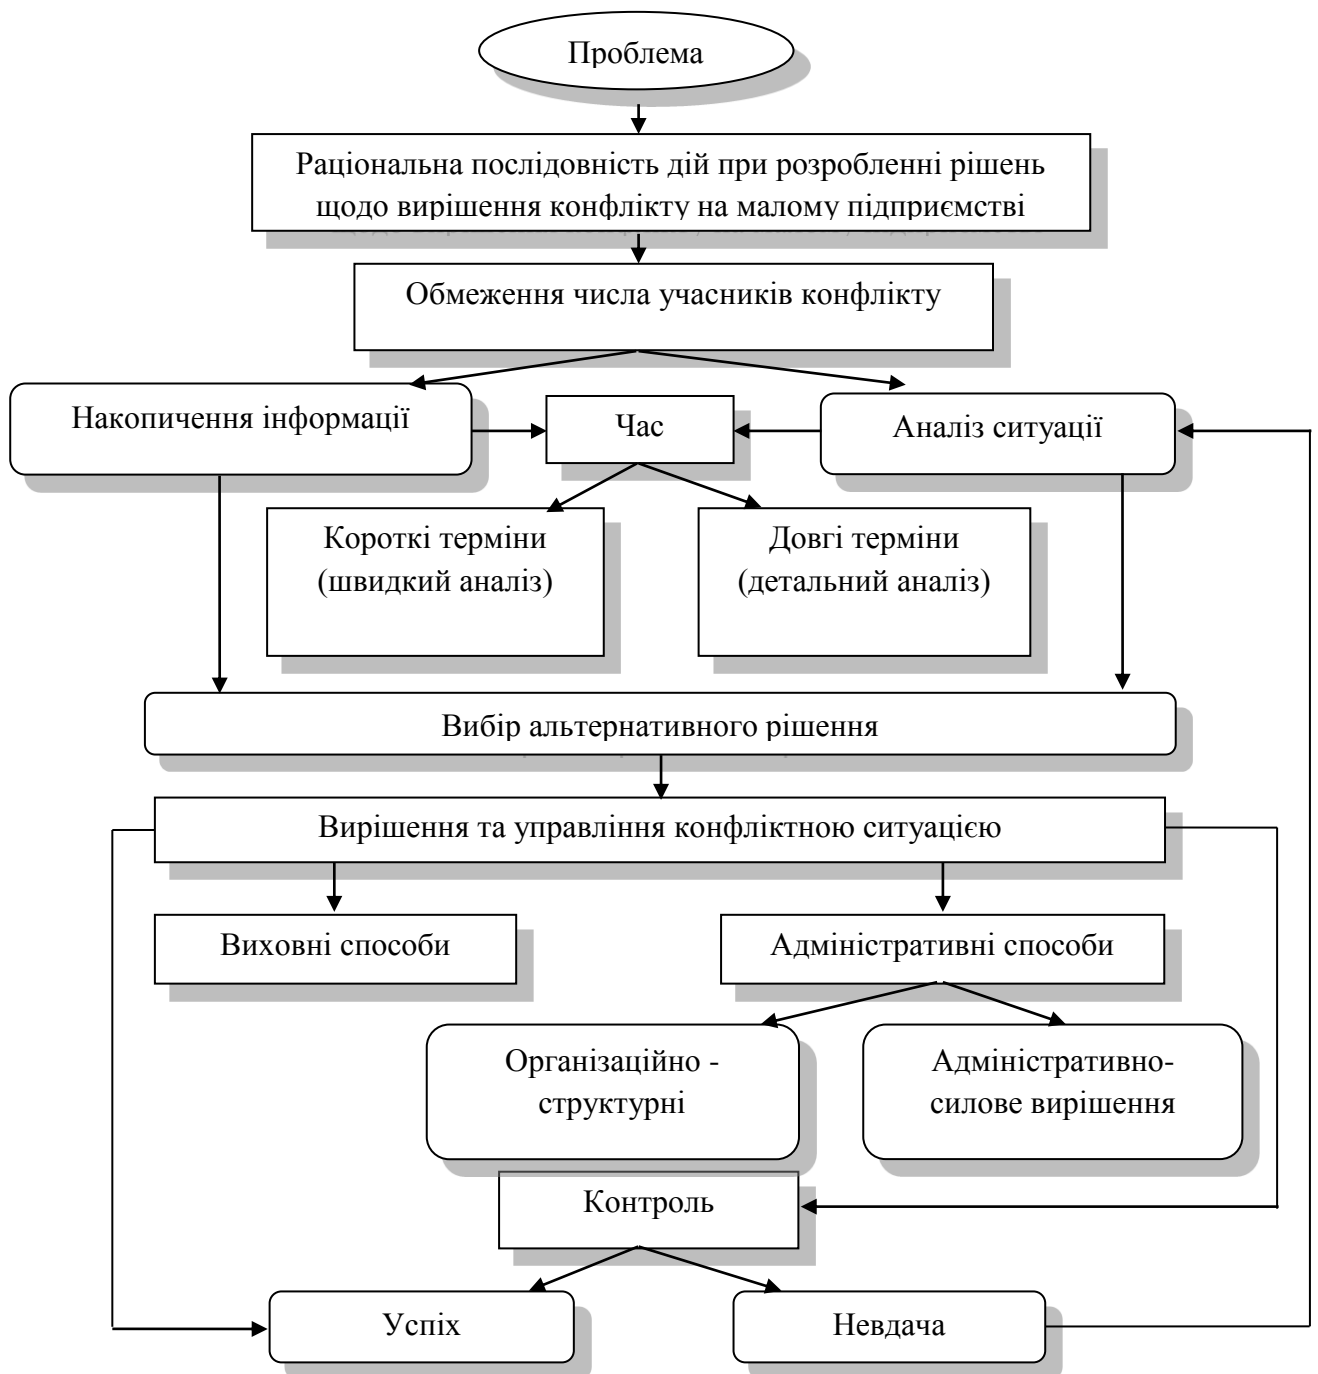 Проблема
Раціональна послідовність дій при розробленні рішень
щодо вирішення конфлікту на малому підприємстві
Обмеження числа учасників конфлікту
Накопичення інформації
Час
Аналіз ситуації
Короткі терміни
(швидкий аналіз)
Довгі терміни
(детальний аналіз)
Вибір альтернативного рішення
Вирішення та управління конфліктною ситуацією
Виховні способи
Адміністративні способи
Організаційно -
структурні
Адміністративно-
силове вирішення
Контроль
Успіх
Невдача